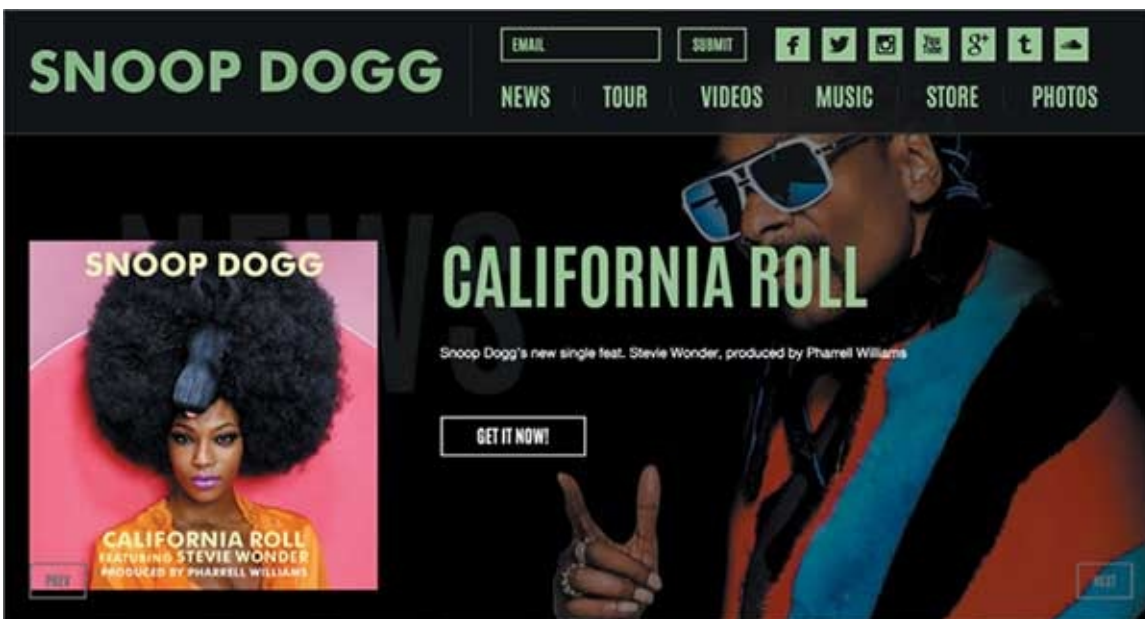 SNOOP DOGG
EMAIL
SUBMIT
f
You Tube
g+
t
NEWS
TOUR
VIDEOS
MUSIC
STORE
PHOTOS
NEWS
SNOOP DOGG
CALIFORNIA ROLL
FEATURING STEVIE WONDER
PRODUCED BY PHARRELL WILLIAMS
CALIFORNIA ROLL
Snoop Dogg's new single feat. Stevie Wonder, produced by Pharrell Williams
GET IT NOW!
PREV
NEXT